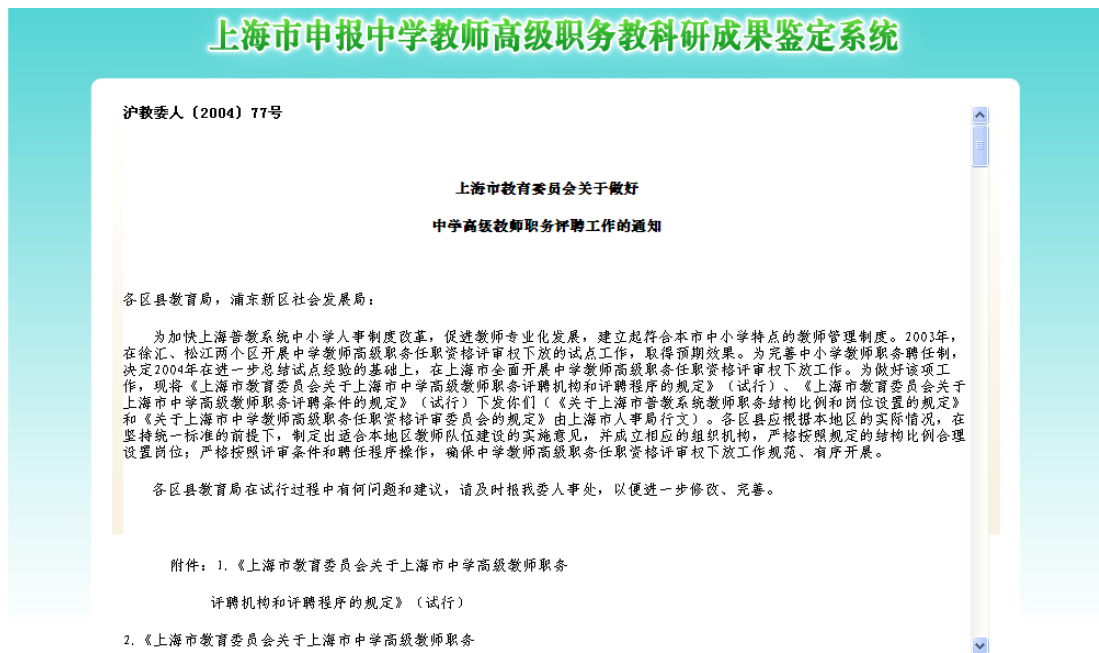 上海市申报中学教师高级职务教科研成果鉴定系统
沪教委人〔2004〕77号
上海市教育委员会关于做好
中学高级教师职务评聘工作的通知
各区县教育局，浦东新区社会发展局：
为加快上海普教系统中小学人事制度改革，促进教师专业化发展，建立起符合本市中小学特点的教师管理制度。2003年，
在徐汇、松江两个区开展中学教师高级职务任职资格评审权下放的试点工作，取得预期效果。为完善中小学教师职务聘任制，
决定2004年在进一步总结试点经验的基础上，在上海市全面开展中学教师高级职务任职资格评审权下放工作。为做好该项工
作，现将《上海市教育委员会关于上海市中学高级教师职务评聘机构和评聘程序的规定》（试行）、《上海市教育委员会关于
上海市中学高级教师职务评聘条件的规定》（试行）下发你们（《关于上海市普教系统教师职务结构比例和岗位设置的规定》
和《关于上海市中学教师高级职务任职资格评审委员会的规定》由上海市人事局行文）。各区县应根据本地区的实际情况，在
坚持统一标准的前提下，制定出适合本地区教师队伍建设的实施意见，并成立相应的组织机构，严格按照规定的结构比例合理
设置岗位；严格按照评审条件和聘任程序操作，确保中学教师高级职务任职资格评审权下放工作规范、有序开展。
各区县教育局在试行过程中有何问题和建议，请及时报我委人事处，以便进一步修改、完善。
附件：1.《上海市教育委员会关于上海市中学高级教师职务
评聘机构和评聘程序的规定》（试行）
2.《上海市教育委员会关于上海市中学高级教师职务